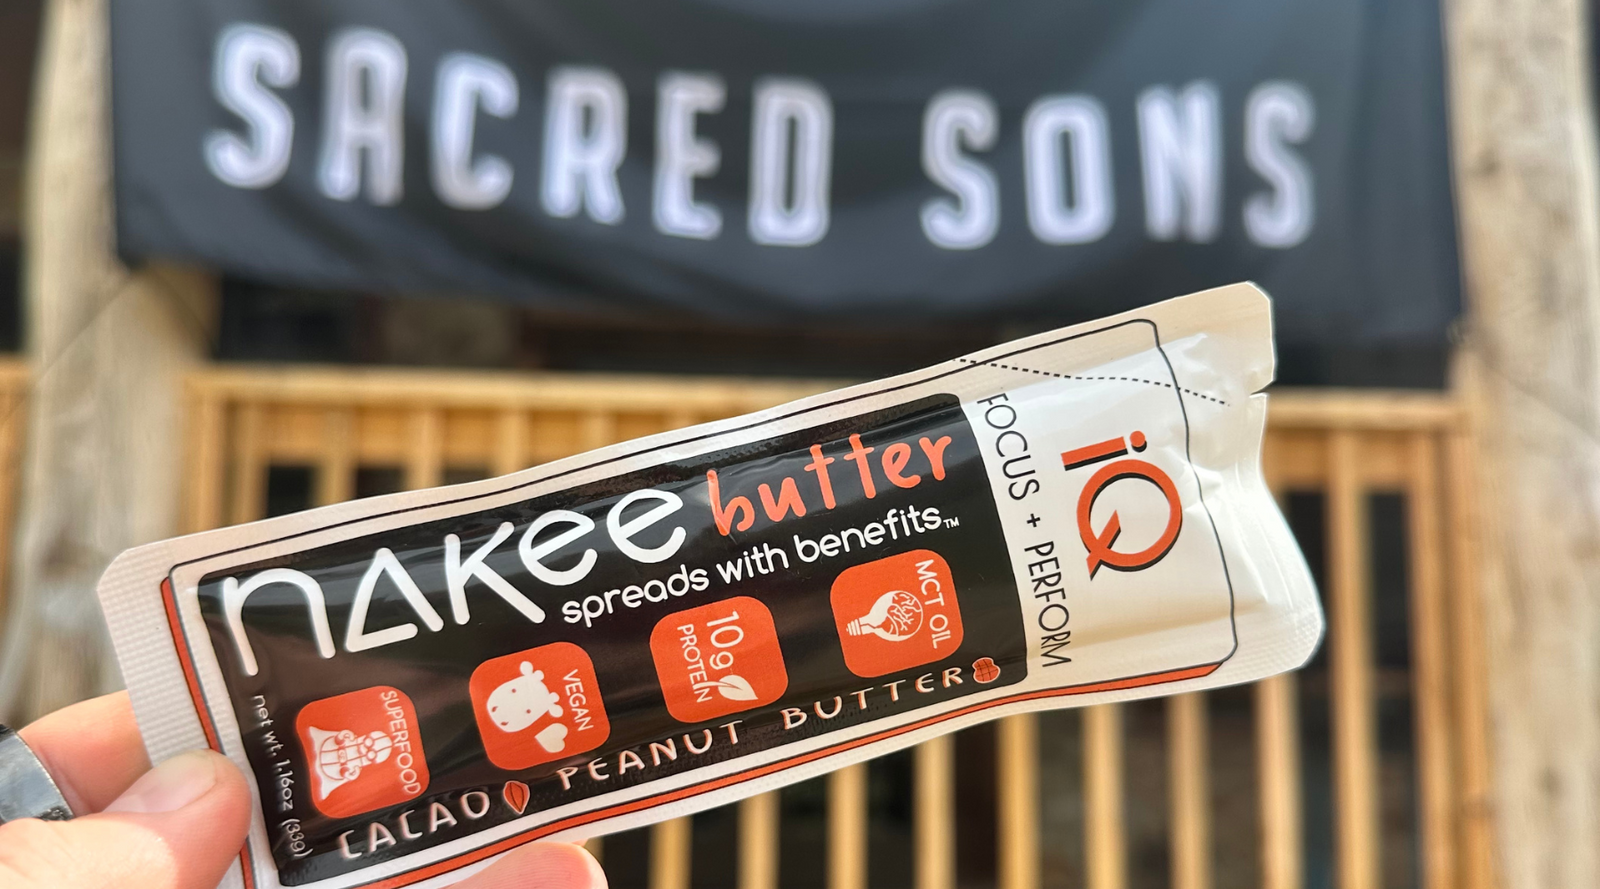 SACRED SONS
nakee butter
spreads with benefits™
SUPERFOOD
VEGAN
10g
PROTEIN
MCT OIL
CACAO PEANUT BUTTER
net wt. 1.16oz (33g)
iQ
FOCUS + PERFORM